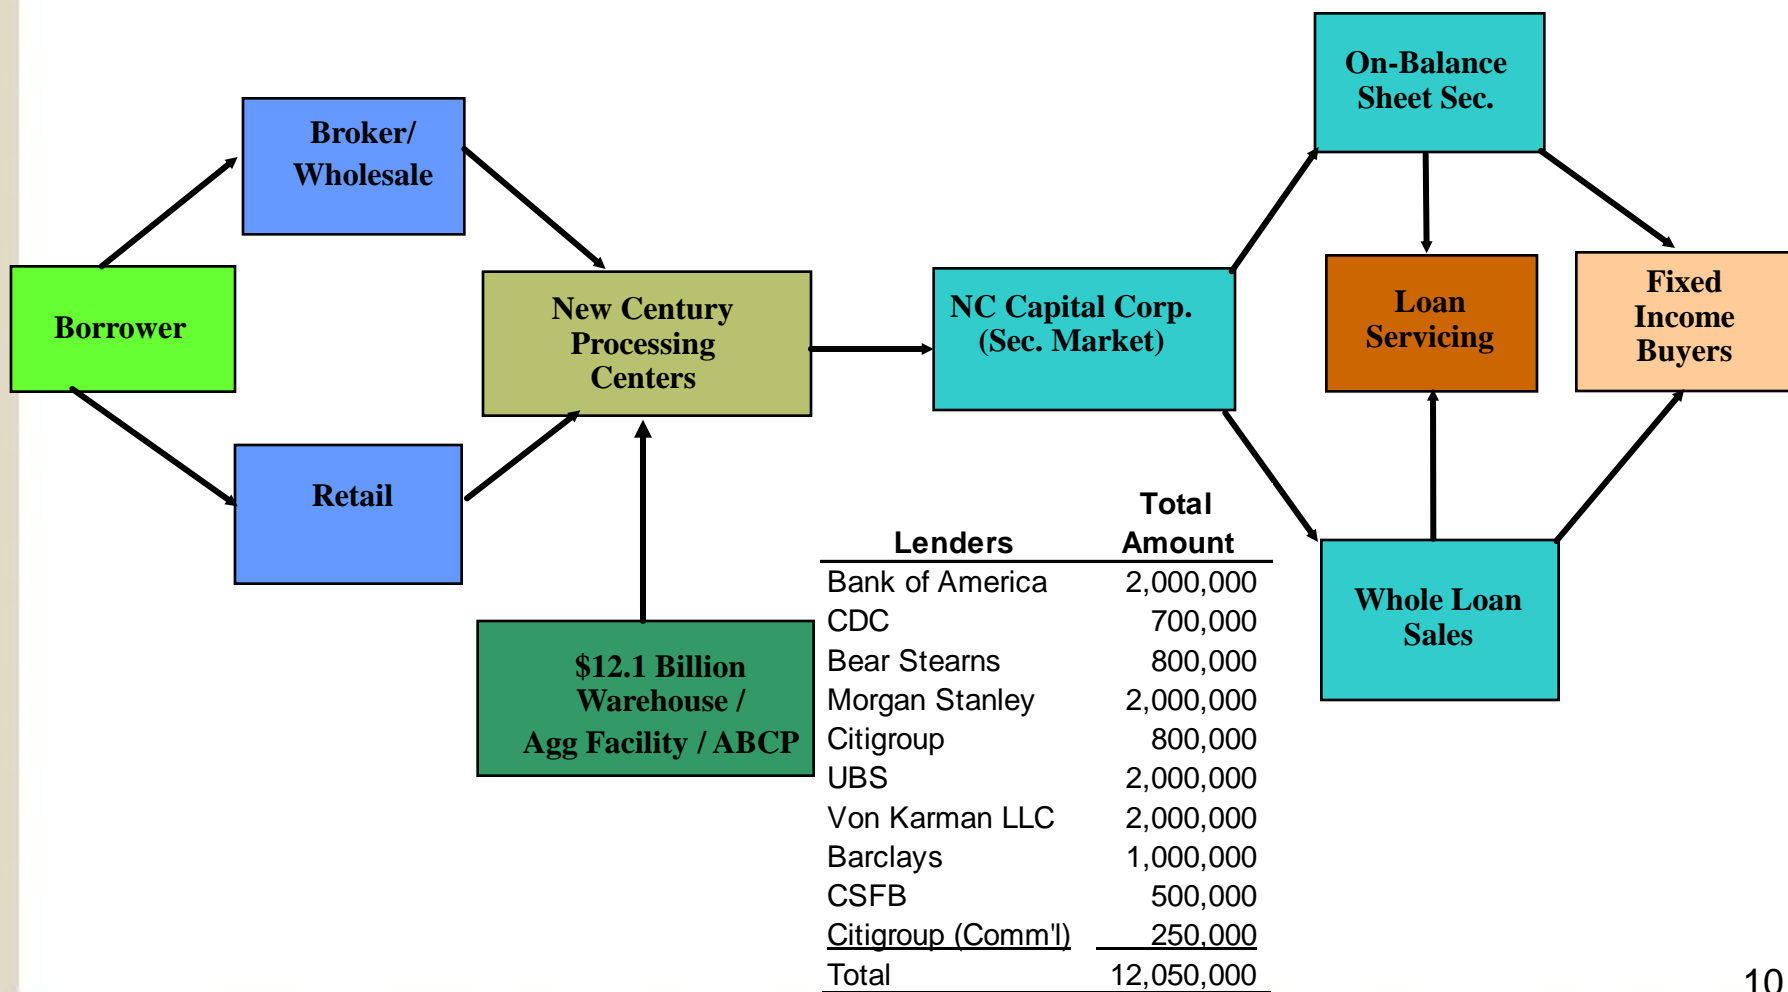 On-Balance
Sheet Sec.
Broker/
Wholesale
Borrower
New Century
Processing
Centers
NC Capital Corp.
(Sec. Market)
Loan
Servicing
Fixed
Income
Buyers
Retail
$12.1 Billion
Warehouse /
Agg Facility / ABCP
Whole Loan
Sales
Total
Lenders Amount
Bank of America 2,000,000
CDC 700,000
Bear Stearns 800,000
Morgan Stanley 2,000,000
Citigroup 800,000
UBS 2,000,000
Von Karman LLC 2,000,000
Barclays 1,000,000
CSFB 500,000
Citigroup (Comm'l) 250,000
Total 12,050,000
10